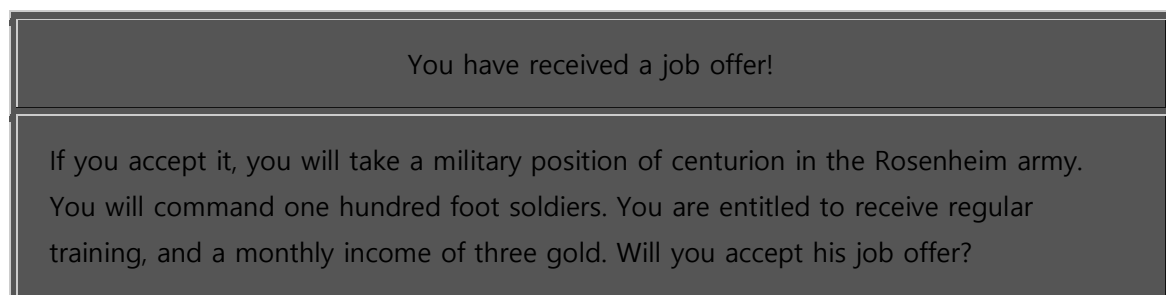 You have received a job offer!
If you accept it, you will take a military position of centurion in the Rosenheim army.
You will command one hundred foot soldiers. You are entitled to receive regular
training, and a monthly income of three gold. Will you accept his job offer?